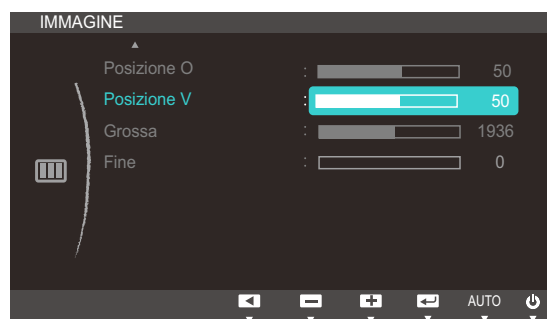 IMMAGINE
Posizione O : 50
Posizione V : 50
Grossa : 1936
Fine : 0
AUTO